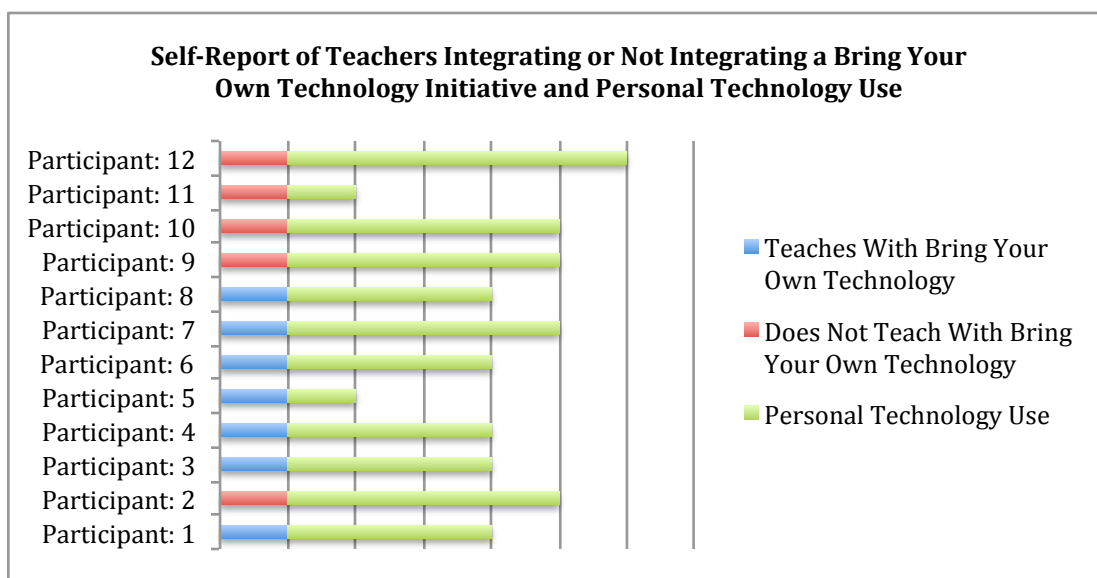 Self-Report of Teachers Integrating or Not Integrating a Bring Your
Own Technology Initiative and Personal Technology Use
Participant: 12
Participant: 11
Participant: 10
Participant: 9
Participant: 8
Participant: 7
Participant: 6
Participant: 5
Participant: 4
Participant: 3
Participant: 2
Participant: 1
Teaches With Bring Your
Own Technology
Does Not Teach With Bring
Your Own Technology
Personal Technology Use